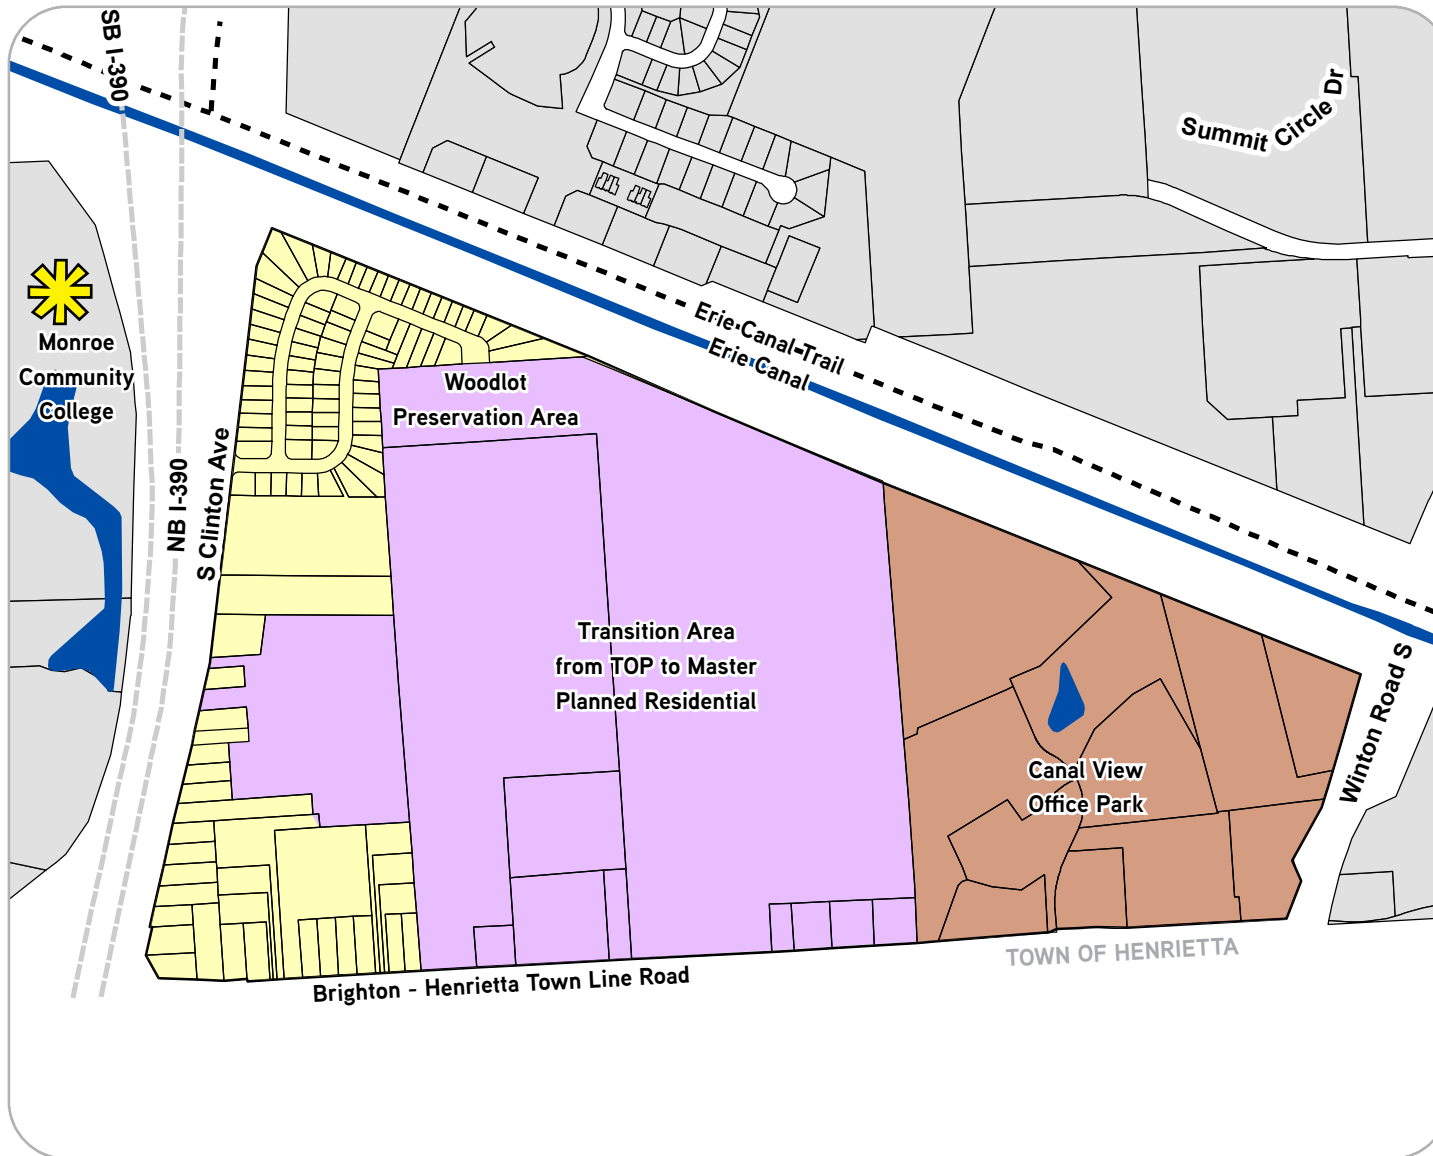 SB I-390
Summit Circle Dr
Monroe
Community
College
Erie Canal Trail
Erie Canal
Woodlot
Preservation Area
NB I-390
S Clinton Ave
Transition Area
from TOP to Master
Planned Residential
Winton Road S
Canal View
Office Park
TOWN OF HENRIETTA
Brighton - Henrietta Town Line Road